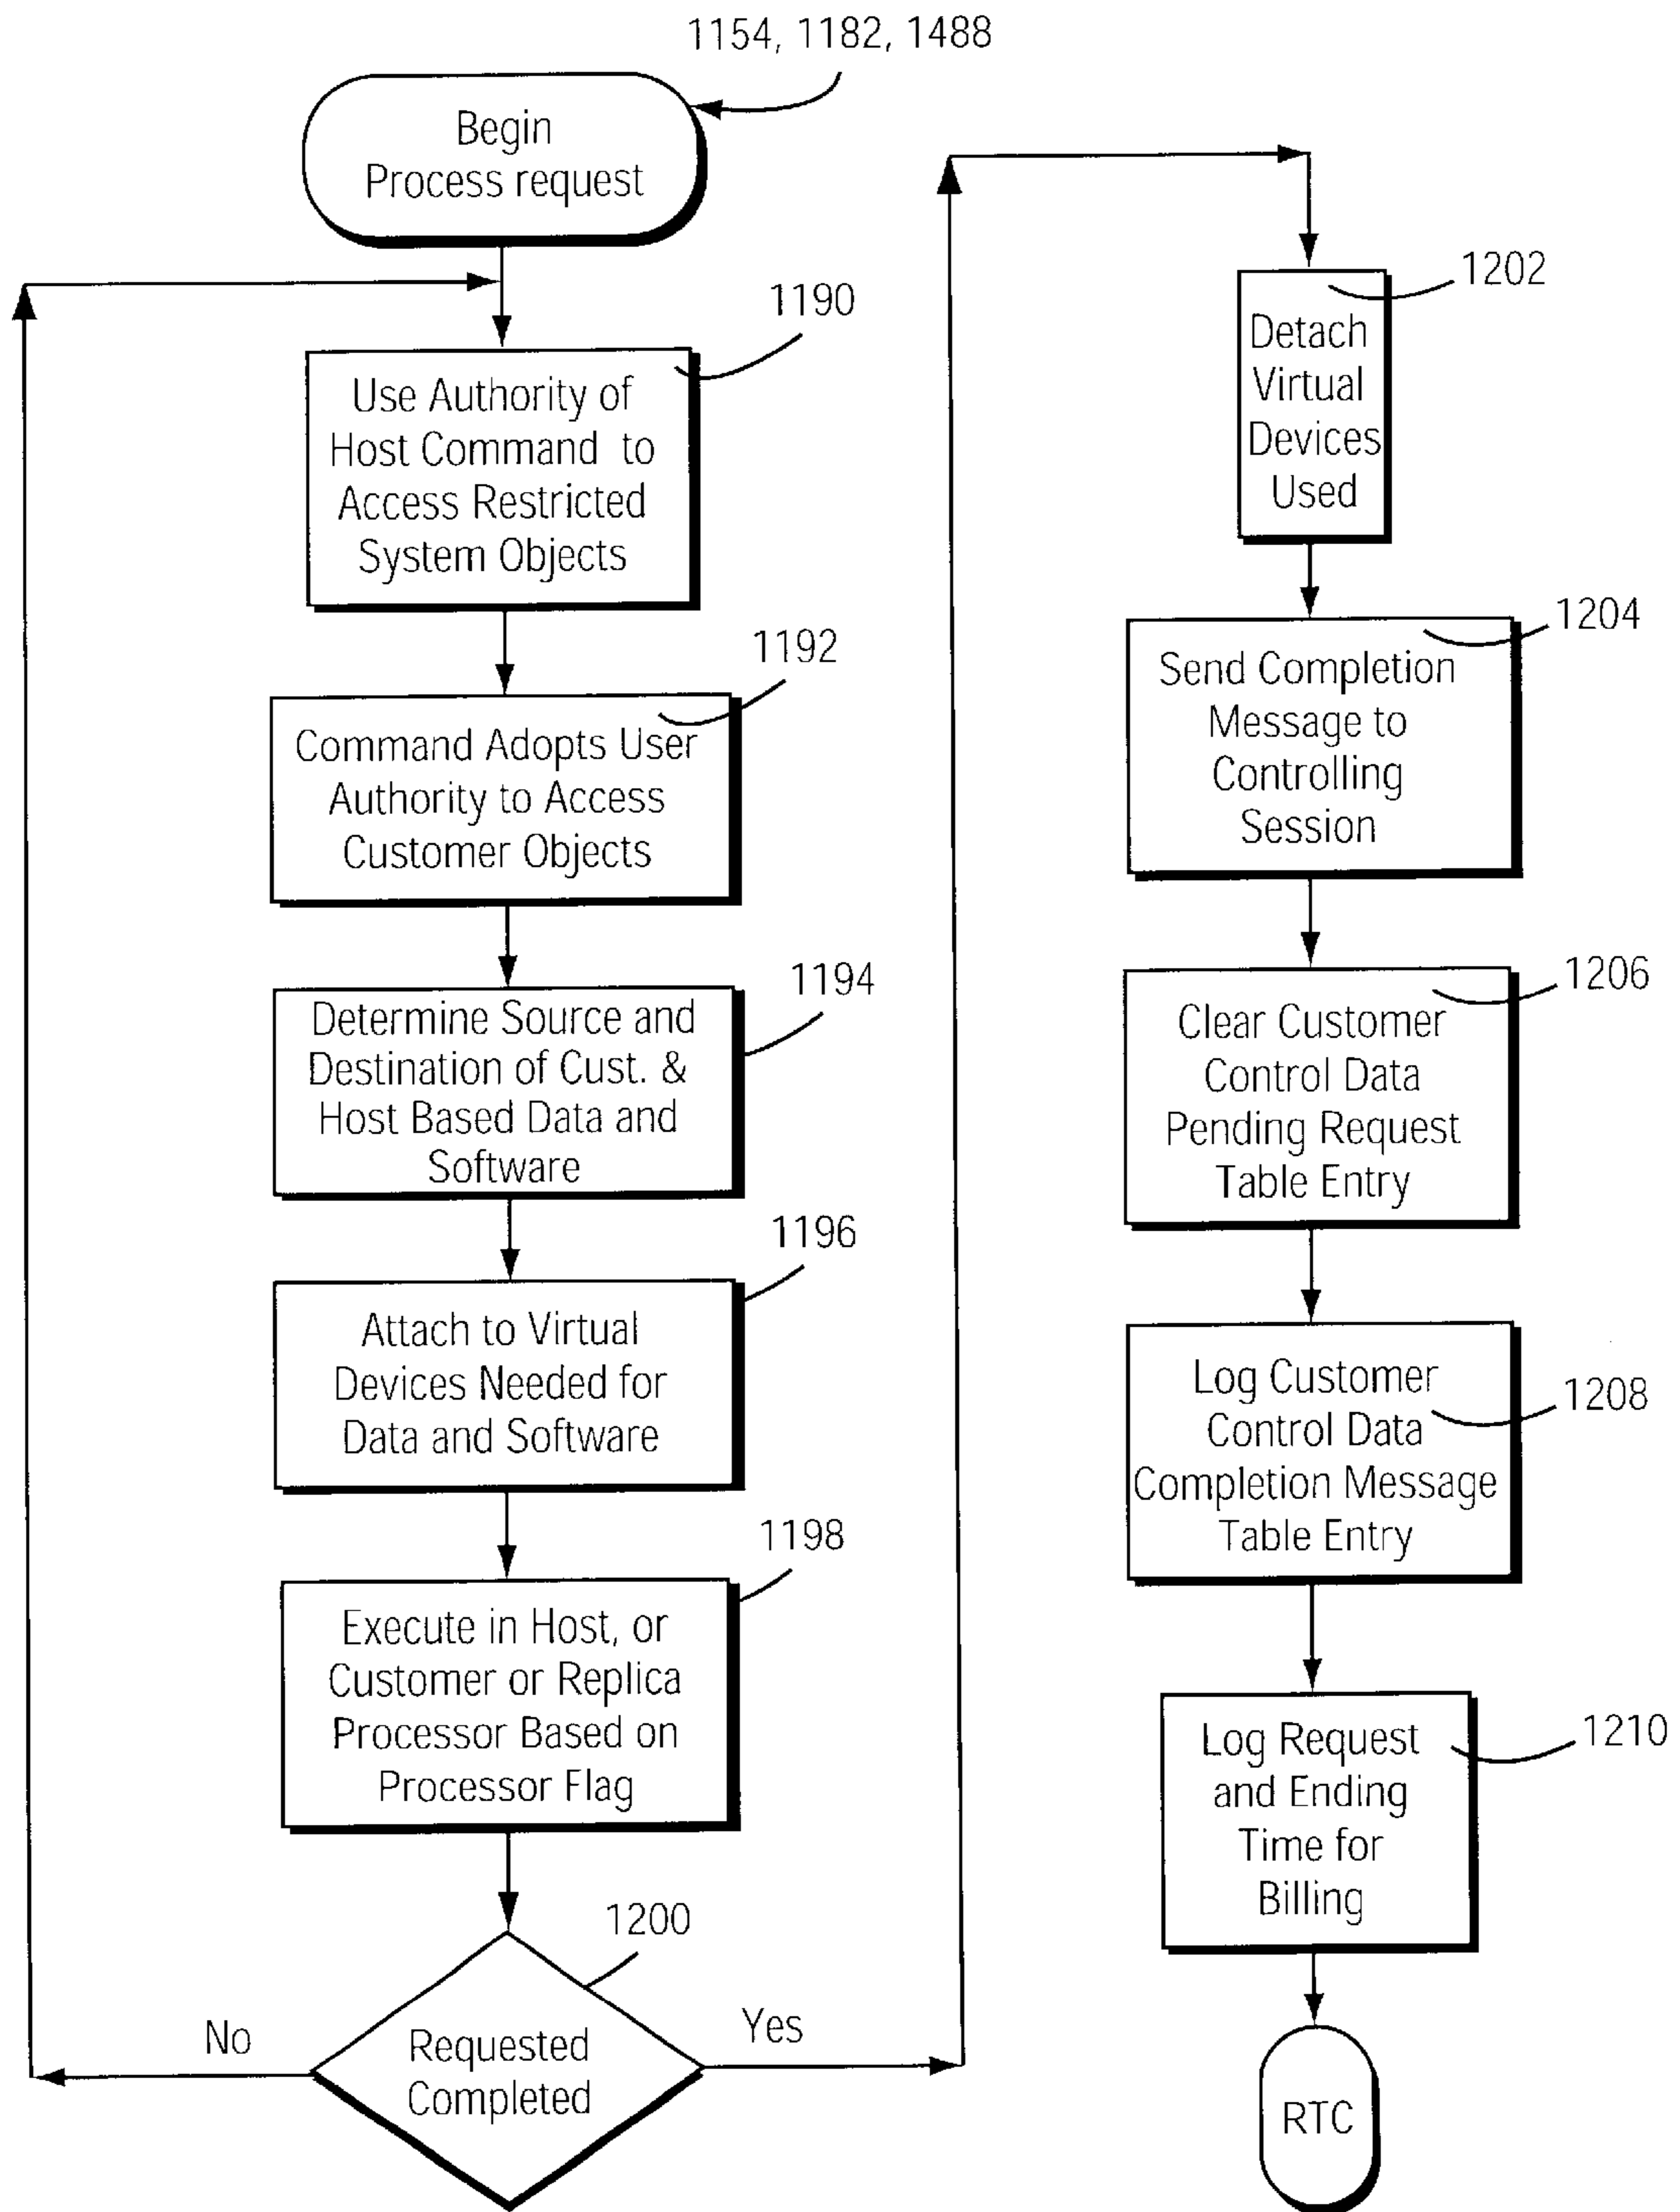 1154, 1182, 1488
Begin
Process request
1190
Use Authority of
Host Command to
Access Restricted
System Objects
1192
Command Adopts User
Authority to Access
Customer Objects
1194
Determine Source and
Destination of Cust. &
Host Based Data and
Software
1196
Attach to Virtual
Devices Needed for
Data and Software
1198
Execute in Host, or
Customer or Replica
Processor Based on
Processor Flag
1200
No
Requested
Completed
Yes
1202
Detach
Virtual
Devices
Used
1204
Send Completion
Message to
Controlling
Session
1206
Clear Customer
Control Data
Pending Request
Table Entry
1208
Log Customer
Control Data
Completion Message
Table Entry
1210
Log Request
and Ending
Time for
Billing
RTC